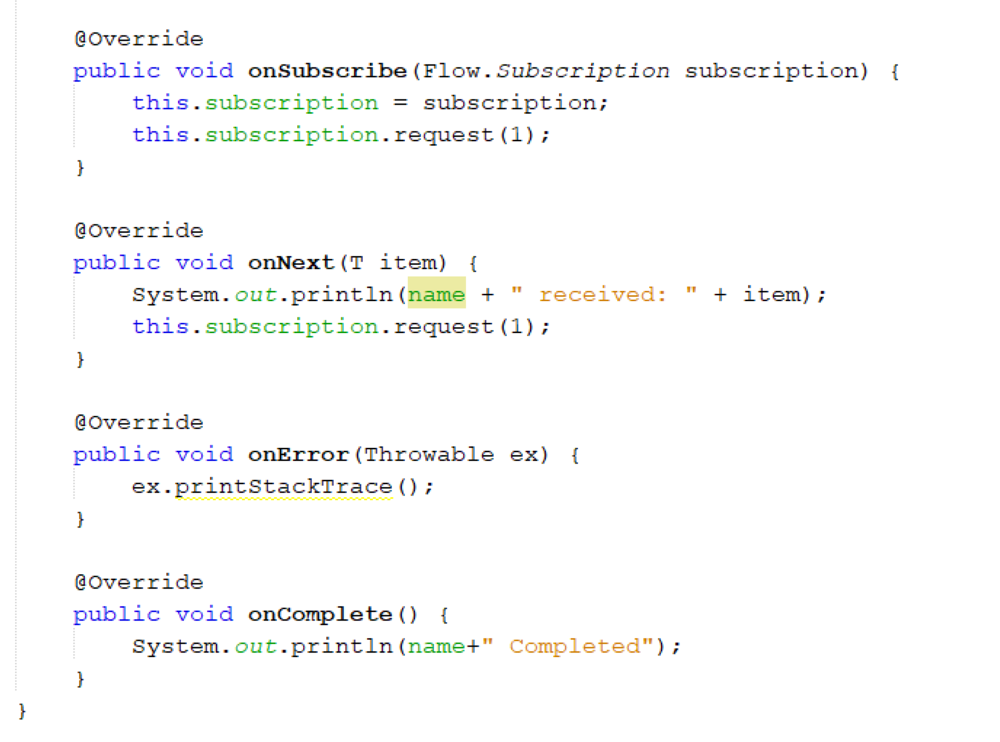 @Override
public void onSubscribe(Flow.Subscription subscription) {
this.subscription = subscription;
this.subscription.request(1);
}
@Override
public void onNext(T item) {
System.out.println(name + " received: " + item);
this.subscription.request(1);
}
@Override
public void onError(Throwable ex) {
ex.printStackTrace();
}
@Override
public void onComplete() {
System.out.println(name+" Completed");
}
}